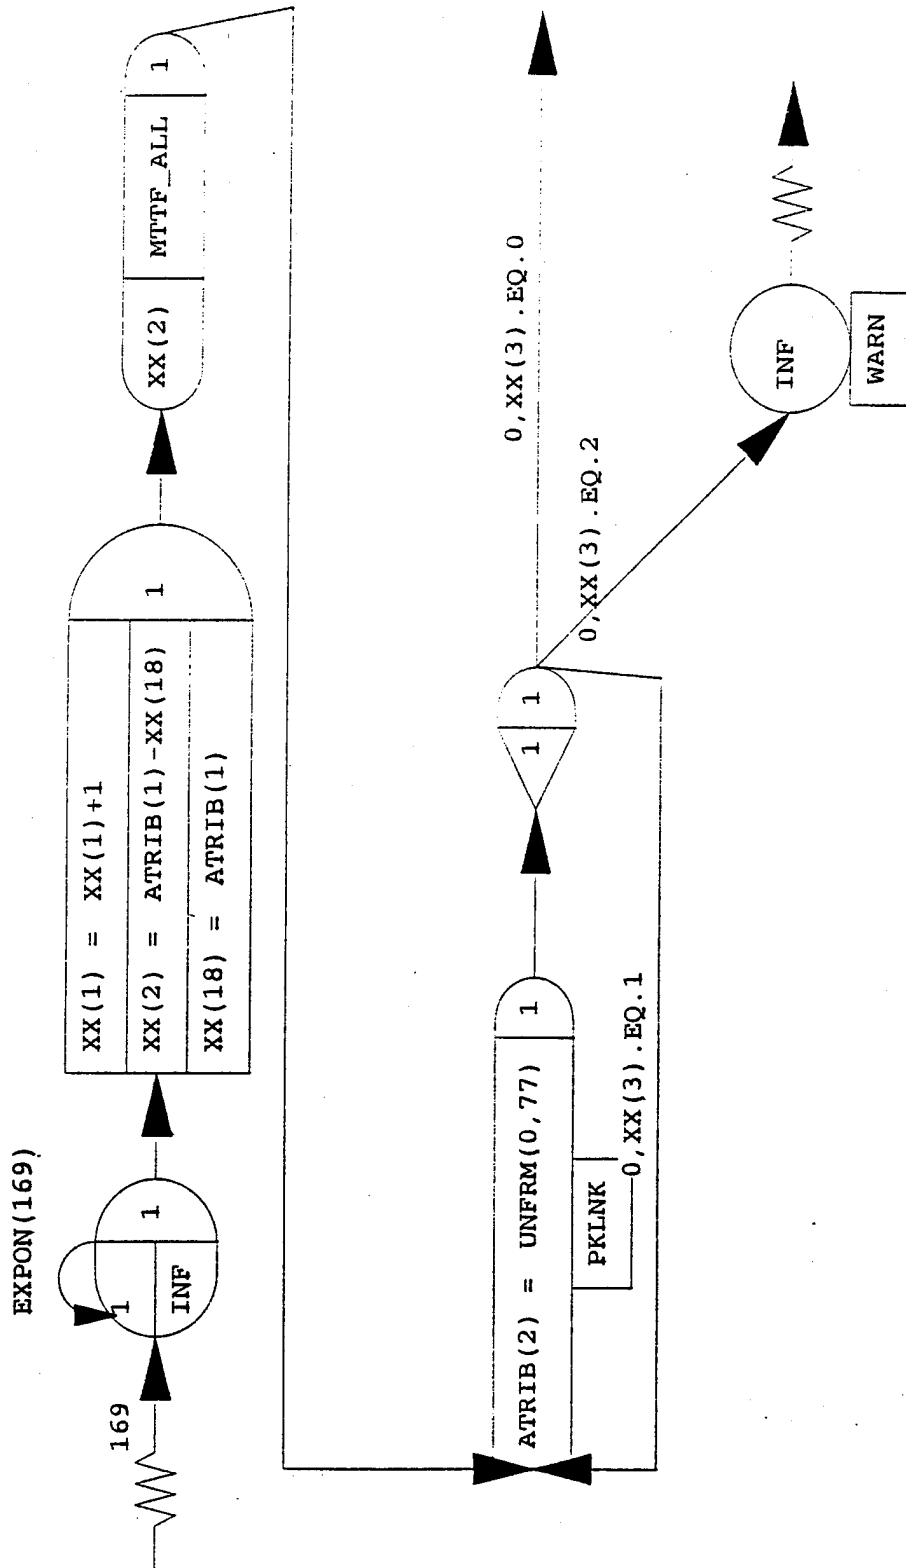 169
EXPON(169)
1
INF
1
XX(1) = XX(1)+1
XX(2) = ATRIB(1)-XX(18)
XX(18) = ATRIB(1)
1
XX(2)
MTTF_ALL
1
ATRIB(2) = UNFRM(0,77)
1
PKLNK
0,XX(3).EQ.1
1
1
0,XX(3).EQ.0
0,XX(3).EQ.2
INF
WARN